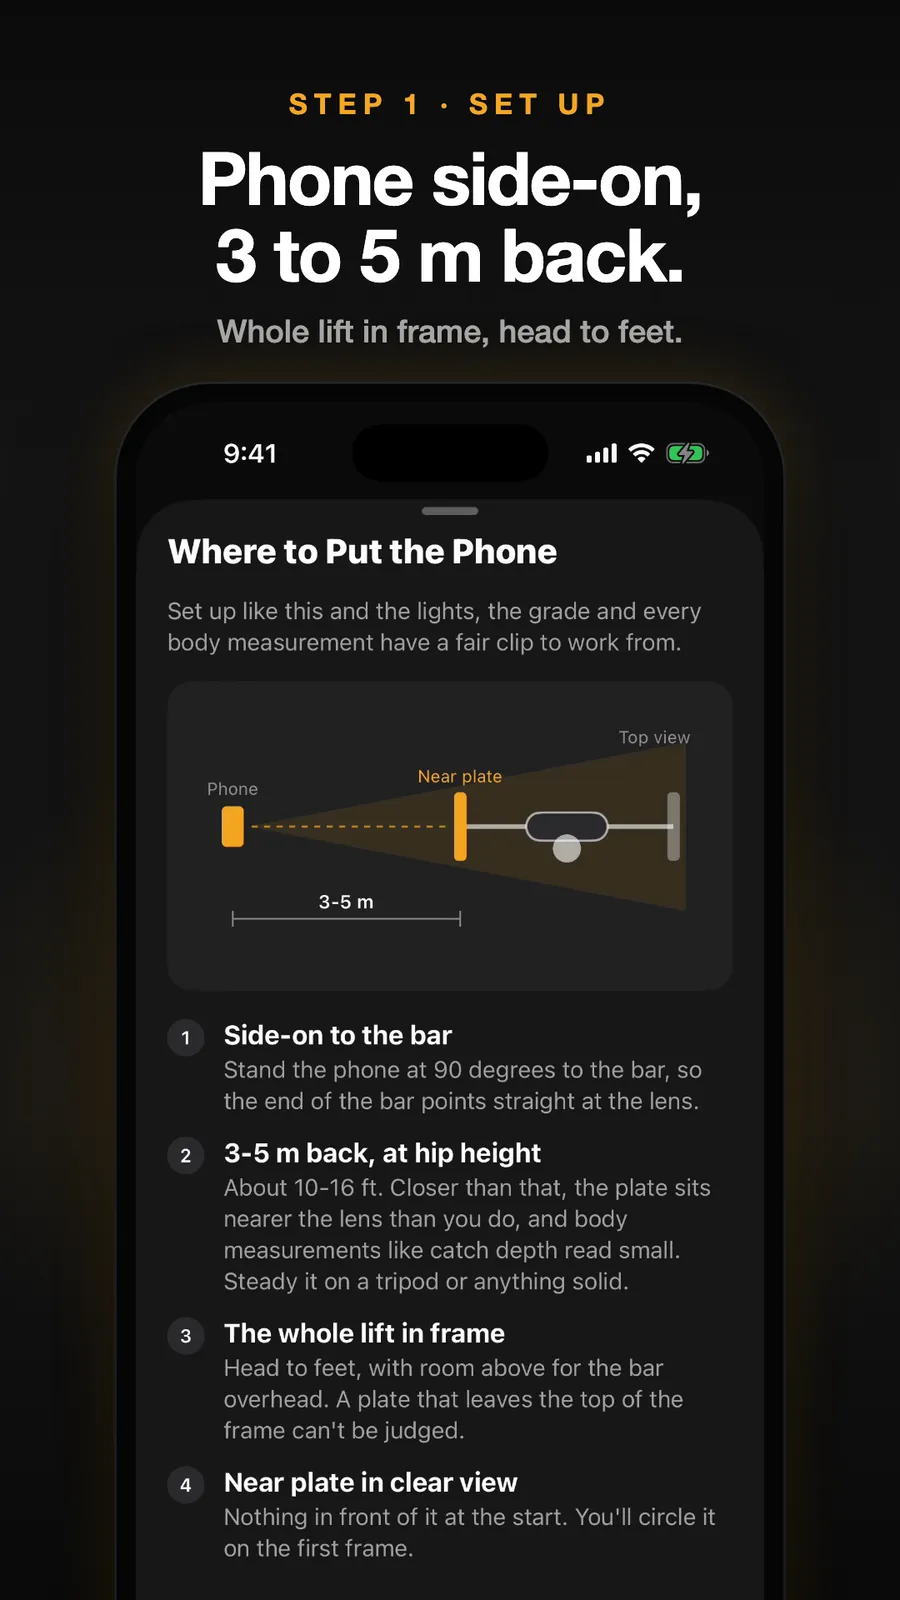 STEP 1 · SET UP
Phone side-on,
3 to 5 m back.
Whole lift in frame, head to feet.
9:41
Where to Put the Phone
Set up like this and the lights, the grade and every
body measurement have a fair clip to work from.
Top view
Near plate
Phone
3-5 m
1
Side-on to the bar
Stand the phone at 90 degrees to the bar, so
the end of the bar points straight at the lens.
2
3-5 m back, at hip height
About 10-16 ft. Closer than that, the plate sits
nearer the lens than you do, and body
measurements like catch depth read small.
Steady it on a tripod or anything solid.
3
The whole lift in frame
Head to feet, with room above for the bar
overhead. A plate that leaves the top of the
frame can't be judged.
4
Near plate in clear view
Nothing in front of it at the start. You'll circle it
on the first frame.